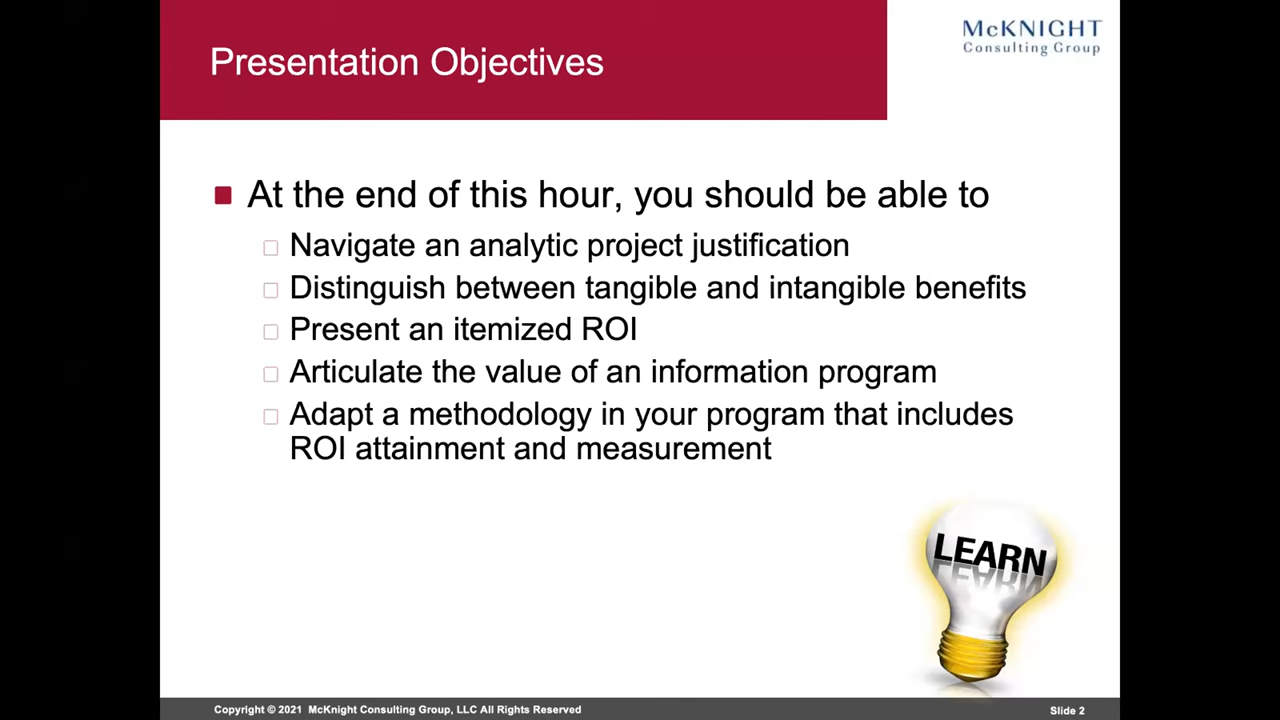 Presentation Objectives
McKNIGHT
Consulting Group
At the end of this hour, you should be able to
Navigate an analytic project justification
Distinguish between tangible and intangible benefits
Present an itemized ROI
Articulate the value of an information program
Adapt a methodology in your program that includes
ROI attainment and measurement
LEARN
Copyright © 2021 McKnight Consulting Group, LLC All Rights Reserved
Slide 2